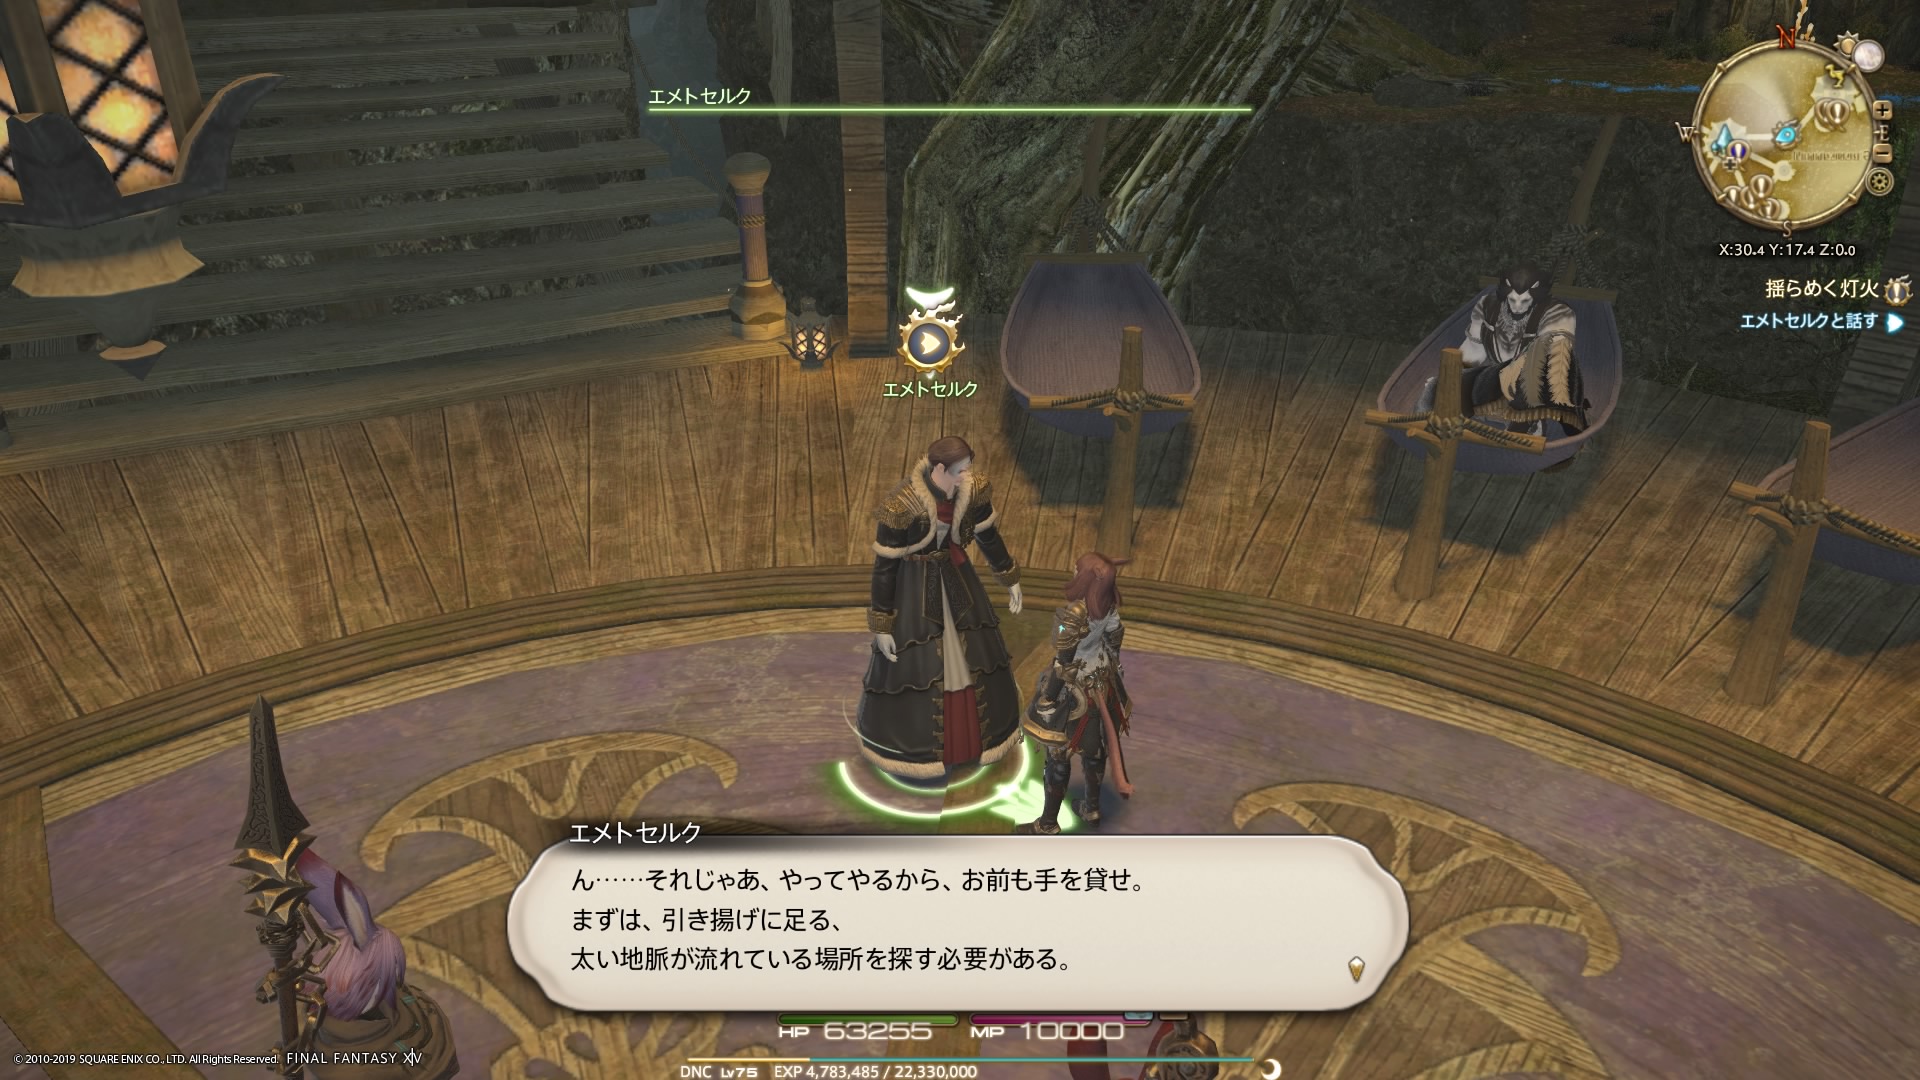 エメトセルク
N
W
E
S
X:30.4 Y:17.4 Z:0.0
揺らめく灯火
エメトセルクと話す
エメトセルク
エメトセルク
ん……それじゃあ、やってやるから、お前も手を貸せ。
まずは、引き揚げに足る、
太い地脈が流れている場所を探す必要がある。
HP 63255 MP 10000
© 2010-2019 SQUARE ENIX CO., LTD. All Rights Reserved. FINAL FANTASY XIV
DNC Lv75 EXP 4,783,485 / 22,330,000